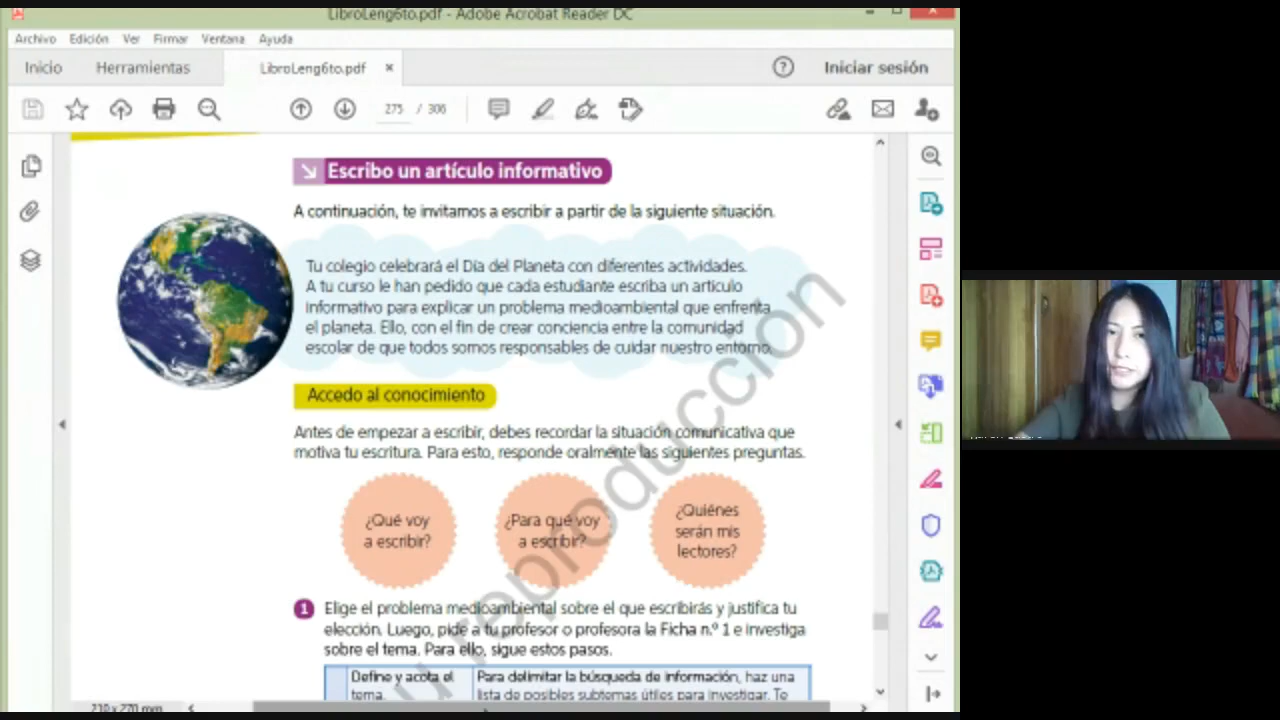 LibroLeng6to.pdf - Adobe Acrobat Reader DC
Archivo Edición Ver Firmar Ventana Ayuda
Inicio Herramientas LibroLeng6to.pdf × Iniciar sesión
275 / 306
Escribo un artículo informativo
A continuación, te invitamos a escribir a partir de la siguiente situación.
Tu colegio celebrará el Día del Planeta con diferentes actividades.
A tu curso le han pedido que cada estudiante escriba un artículo
informativo para explicar un problema medioambiental que enfrenta
el planeta. Ello, con el fin de crear conciencia entre la comunidad
escolar de que todos somos responsables de cuidar nuestro entorno.
Accedo al conocimiento
Antes de empezar a escribir, debes recordar la situación comunicativa que
motiva tu escritura. Para esto, responde oralmente las siguientes preguntas.
¿Qué voy
a escribir?
¿Para qué voy
a escribir?
¿Quiénes
serán mis
lectores?
1 Elige el problema medioambiental sobre el que escribirás y justifica tu
elección. Luego, pide a tu profesor o profesora la Ficha n.º 1 e investiga
sobre el tema. Para ello, sigue estos pasos.
Define y acota el
tema.
Para delimitar la búsqueda de información, haz una
lista de posibles subtemas útiles para investigar. Te
u reproducción
210 x 270 mm